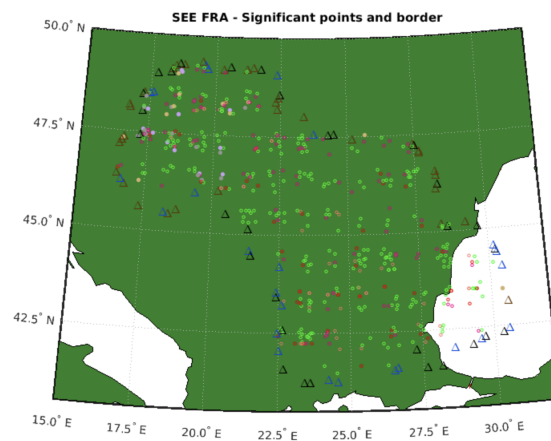 SEE FRA - Significant points and border
50.0° N
47.5° N
45.0° N
42.5° N
15.0° E
17.5° E
20.0° E
22.5° E
25.0° E
27.5° E
30.0° E